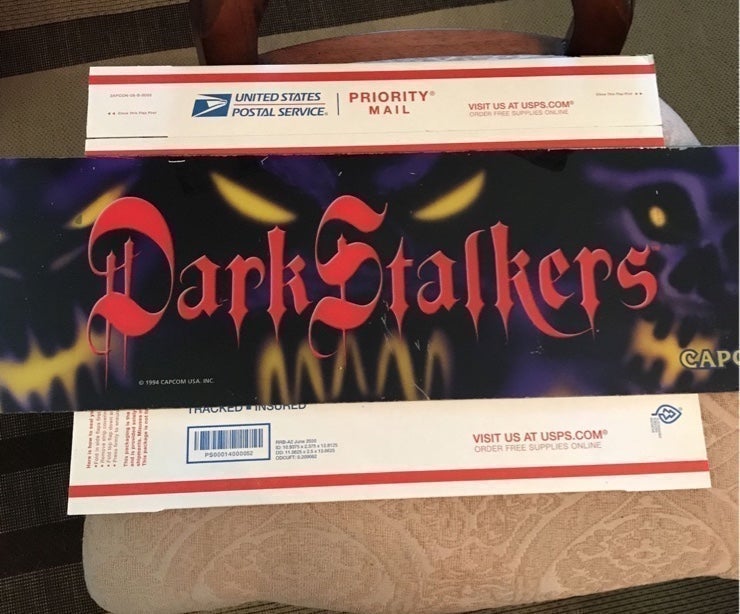 UNITED STATES
POSTAL SERVICE®
PRIORITY®
MAIL
VISIT US AT USPS.COM®
ORDER FREE SUPPLIES ONLINE
DarkStalkers
© 1994 CAPCOM USA, INC.
CAPC
TRACKED ■ INSURED
PS00014000052
VISIT US AT USPS.COM®
ORDER FREE SUPPLIES ONLINE